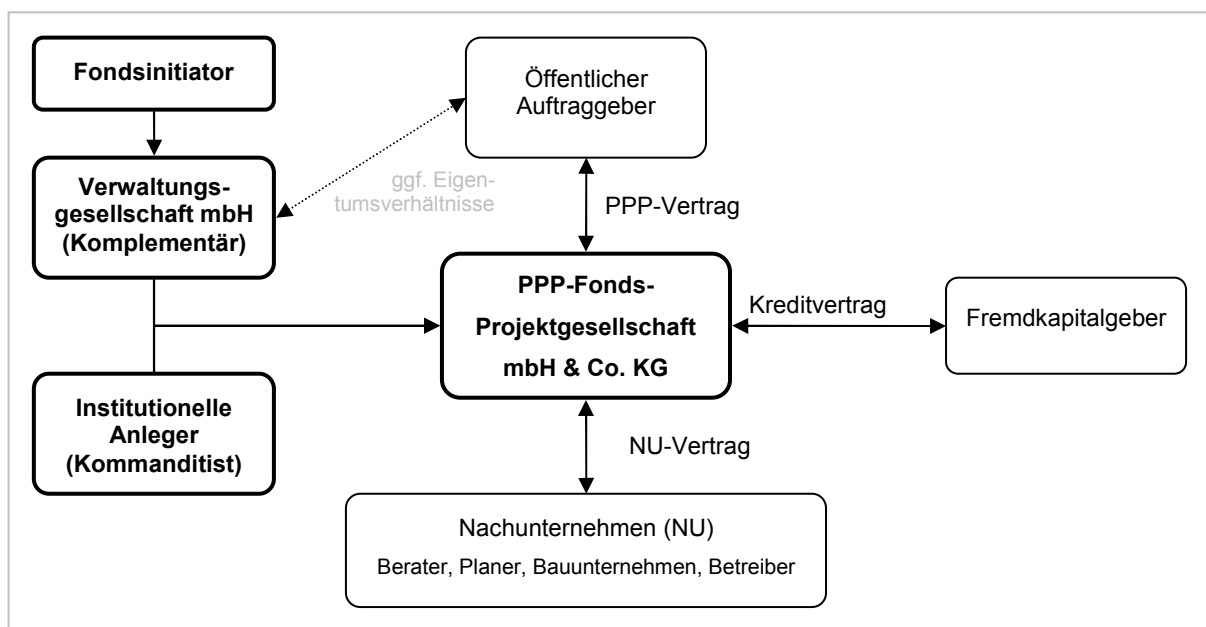 Fondsinitiator
Öffentlicher
Auftraggeber
Verwaltungs-
gesellschaft mbH
(Komplementär)
ggf. Eigen-
tumsverhältnisse
PPP-Vertrag
PPP-Fonds-
Projektgesellschaft
mbH & Co. KG
Kreditvertrag
Fremdkapitalgeber
Institutionelle
Anleger
(Kommanditist)
NU-Vertrag
Nachunternehmen (NU)
Berater, Planer, Bauunternehmen, Betreiber